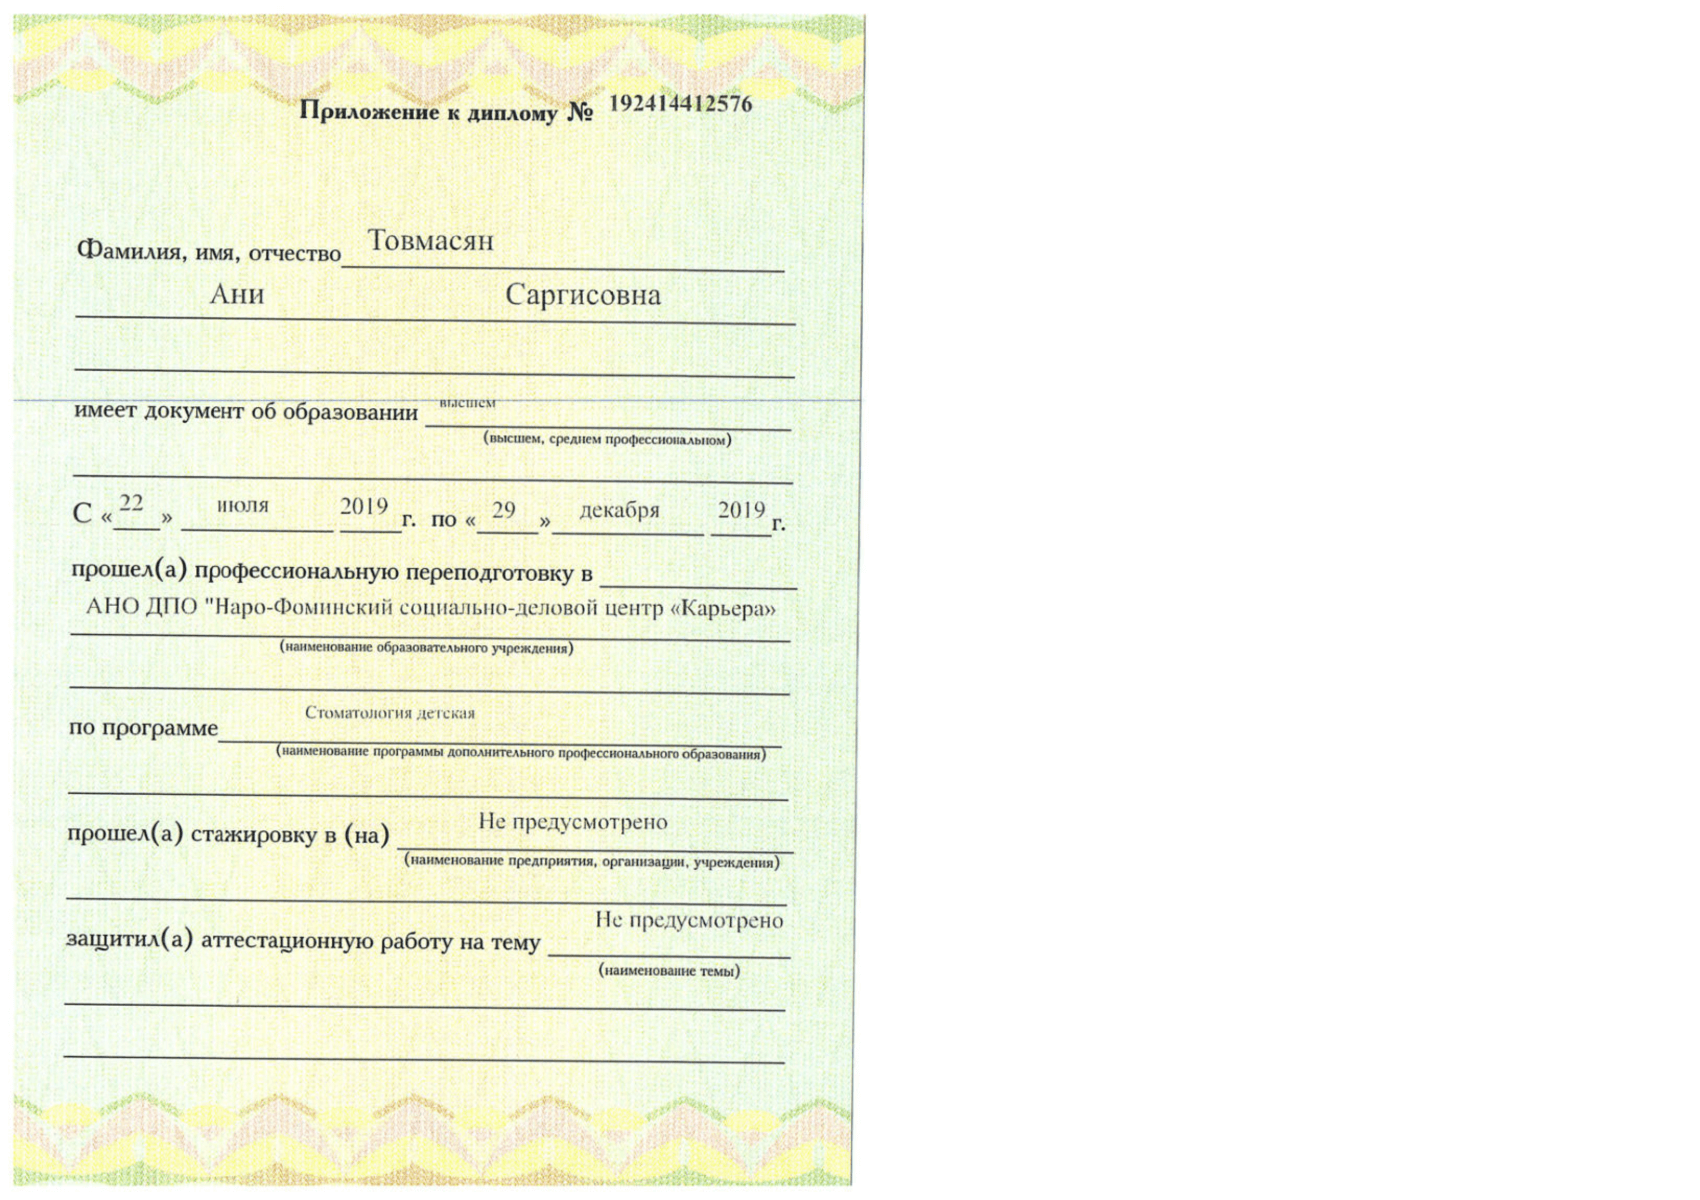 Приложение к диплому № 192414412576
Фамилия, имя, отчество Товмасян
Ани Саргисовна
имеет документ об образовании высшем
(высшем, среднем профессиональном)
С «22» июля 2019 г. по «29» декабря 2019 г.
прошел(а) профессиональную переподготовку в
АНО ДПО "Наро-Фоминский социально-деловой центр «Карьера»
(наименование образовательного учреждения)
по программе Стоматология детская
(наименование программы дополнительного профессионального образования)
прошел(а) стажировку в (на) Не предусмотрено
(наименование предприятия, организации, учреждения)
защитил(а) аттестационную работу на тему Не предусмотрено
(наименование темы)